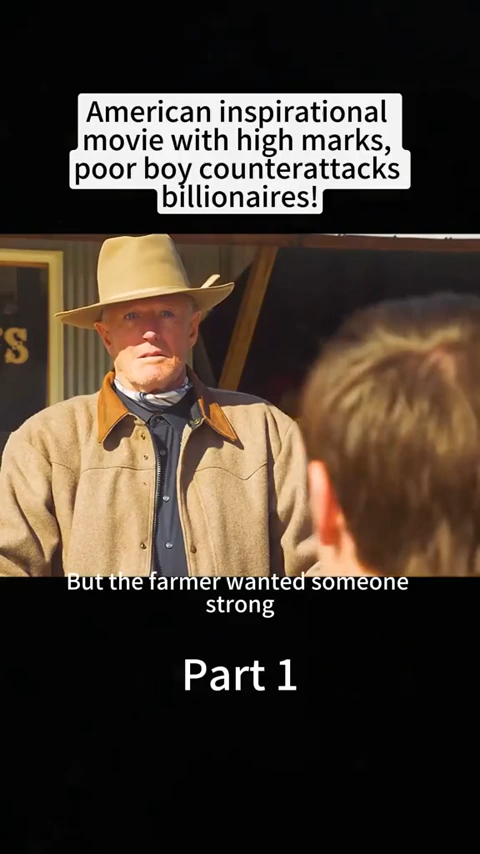 American inspirational
movie with high marks,
poor boy counterattacks
billionaires!
'S
But the farmer wanted someone
strong
Part 1